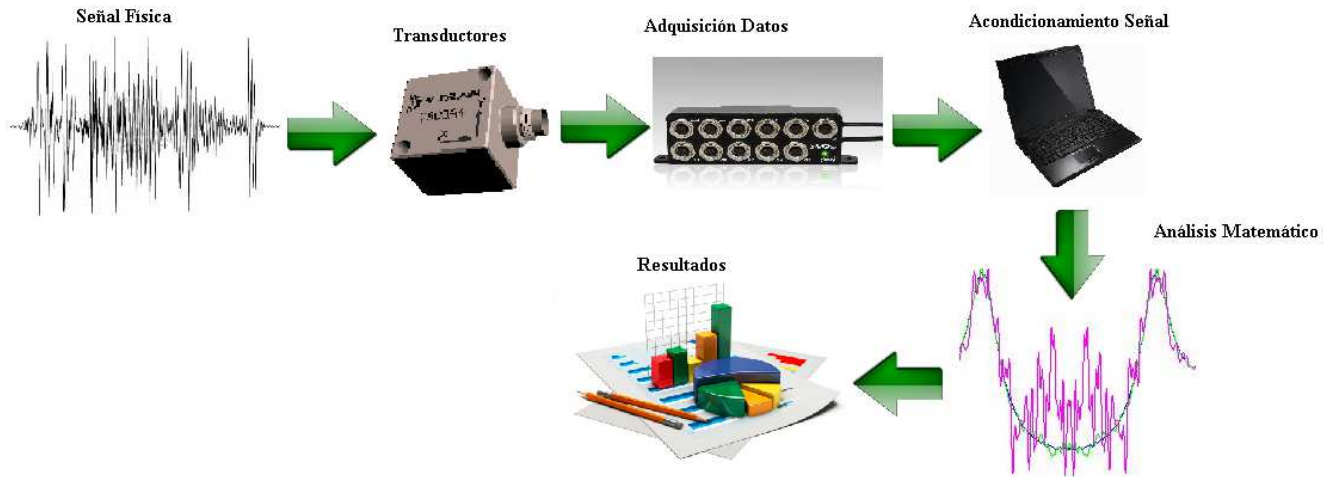 Señal Física
Transductores
Adquisición Datos
Acondicionamiento Señal
Análisis Matemático
Resultados